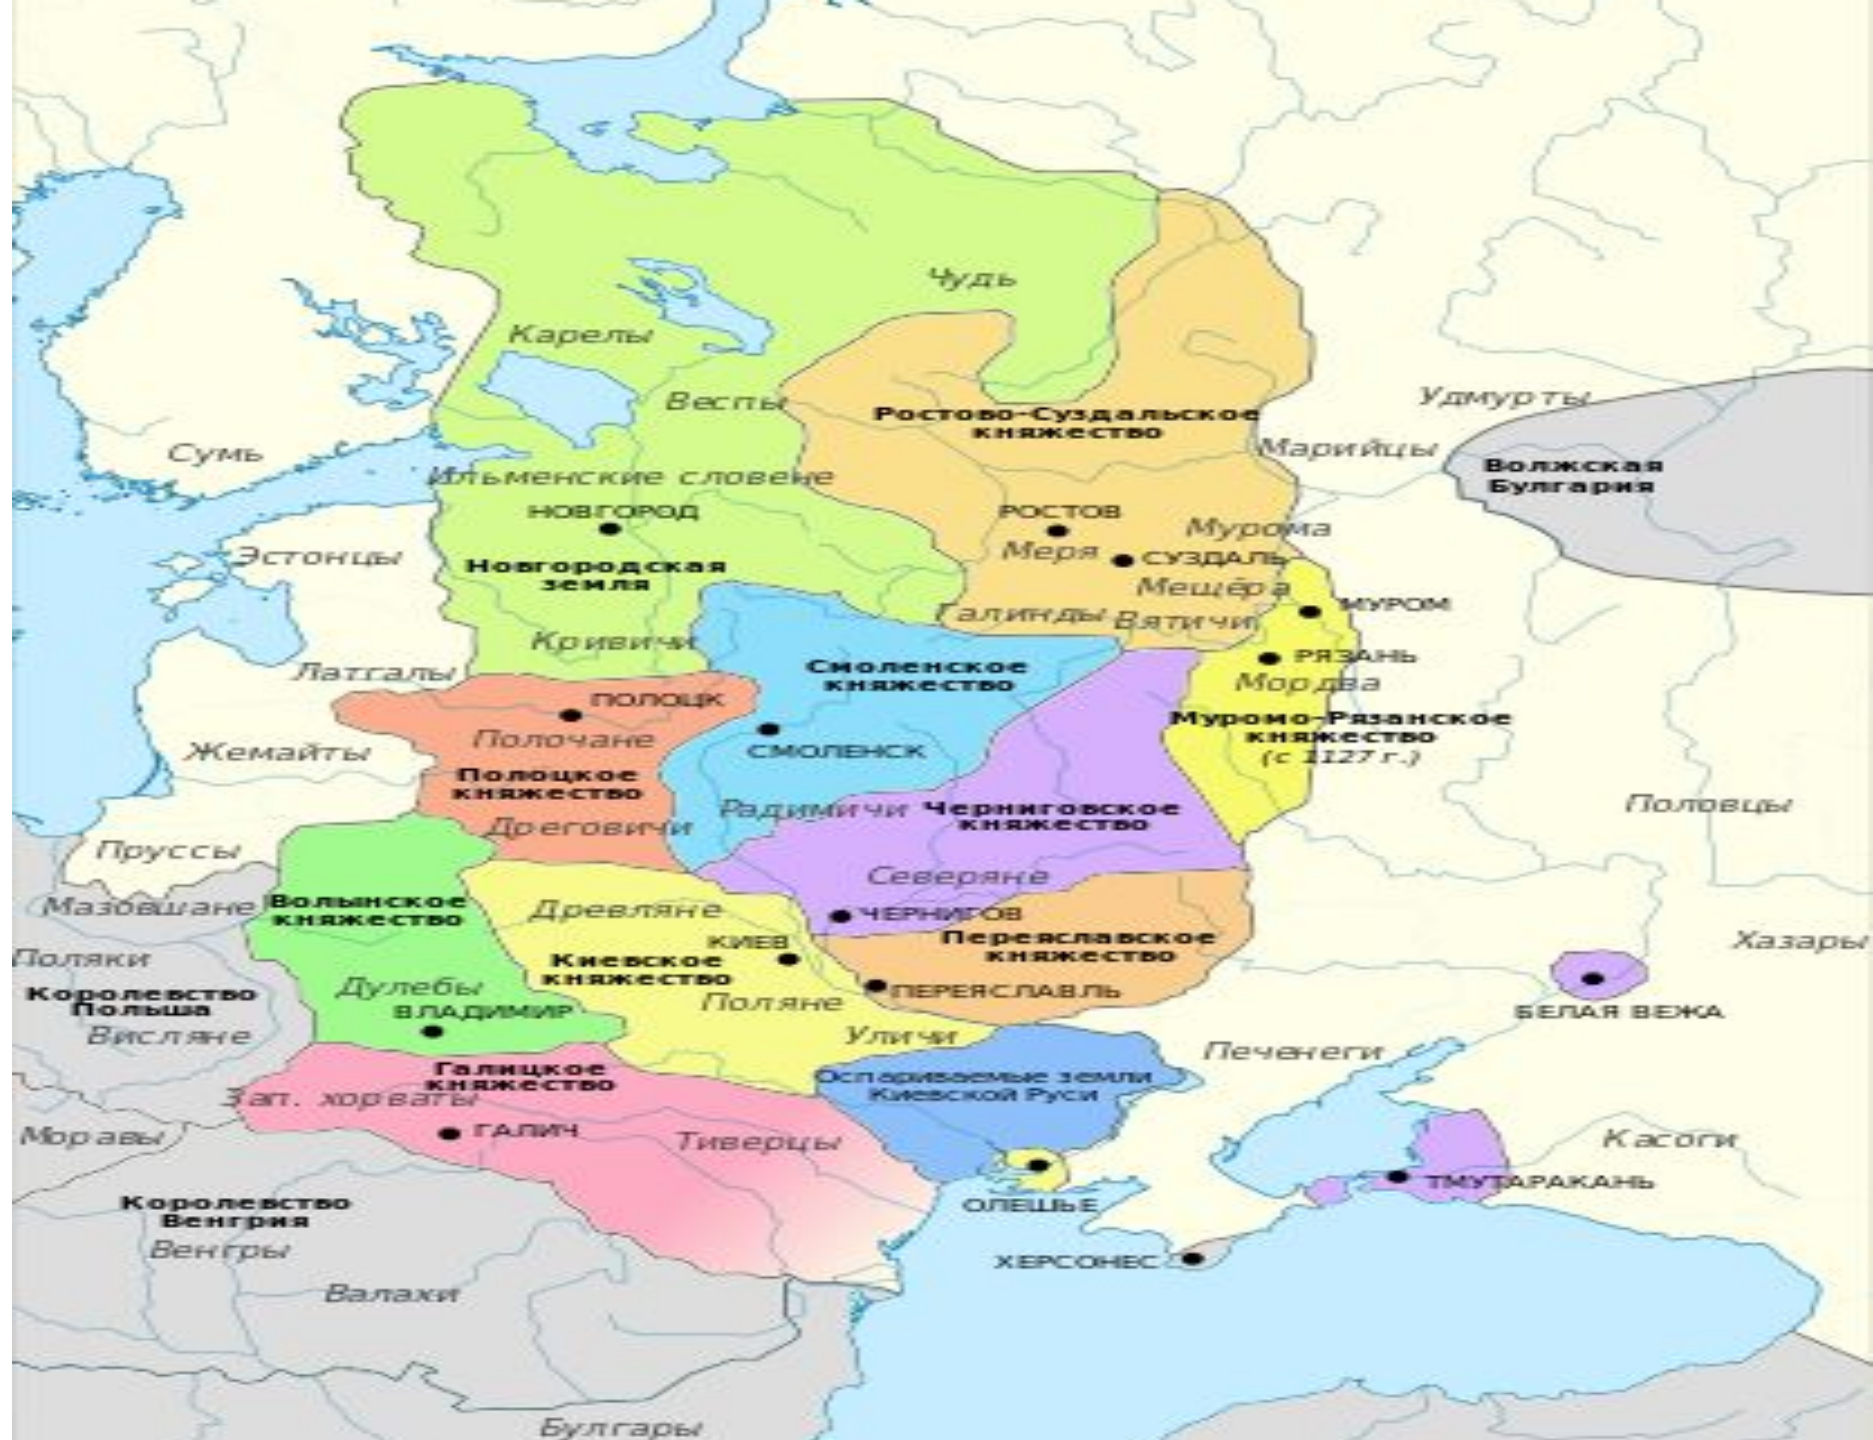 Чудь
Карелы
Веспы
Удмурты
Ростово-Суздальское
княжество
Сумь
Марийцы
Волжская
Булгария
Ильменские словене
НОВГОРОД
РОСТОВ
Мурома
Эстонцы
Меря
СУЗДАЛЬ
Новгородская
земля
Мещёра
МУРОМ
Галинды
Вятичи
Кривичи
РЯЗАНЬ
Латгалы
Смоленское
княжество
Мордва
ПОЛОЦК
Муромо-Рязанское
княжество
(с 1127 г.)
Полочане
СМОЛЕНСК
Жемайты
Полоцкое
княжество
Радимичи
Черниговское
княжество
Половцы
Дреговичи
Пруссы
Северяне
Мазовшане
Волынское
княжество
Древляне
ЧЕРНИГОВ
КИЕВ
Переяславское
княжество
Хазары
Поляки
Киевское
княжество
Дулебы
ПЕРЕЯСЛАВЛЬ
Королевство
Польша
Поляне
ВЛАДИМИР
БЕЛАЯ ВЕЖА
Висляне
Уличи
Печенеги
Галицкое
княжество
Оспариваемые земли
Киевской Руси
Зап. хорваты
Моравы
ГАЛИЧ
Тиверцы
Касоги
ТМУТАРАКАНЬ
Королевство
Венгрия
ОЛЕШЬЕ
Венгры
ХЕРСОНЕС
Валахи
Булгары